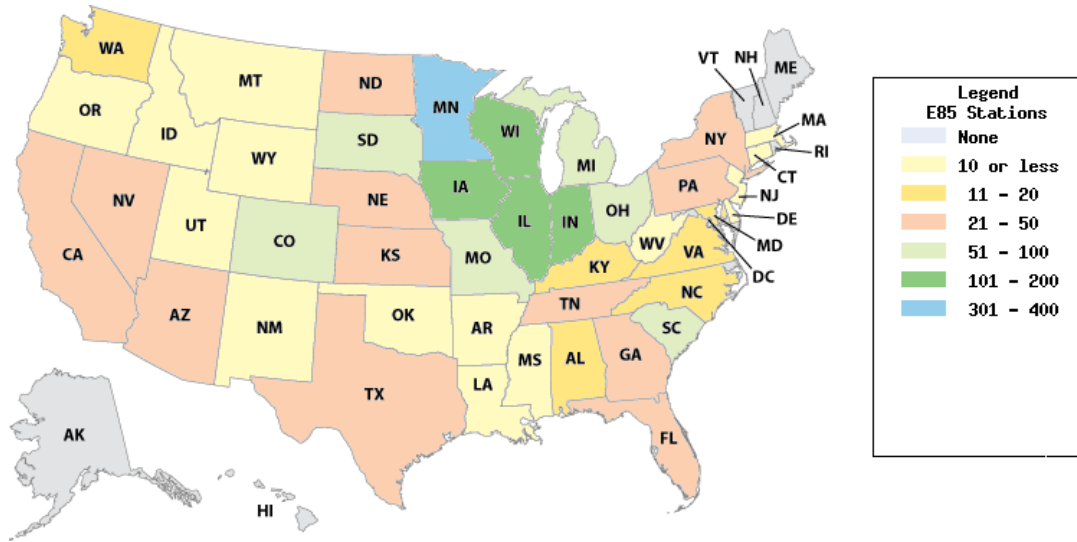 WA
OR
ID
MT
WY
ND
SD
MN
WI
IA
NE
NV
UT
CO
CA
KS
MO
IL
IN
MI
OH
KY
WV
VA
NC
TN
SC
GA
AL
MS
AR
LA
OK
NM
AZ
TX
FL
AK
HI
VT
NH
ME
NY
PA
MA
RI
CT
NJ
DE
MD
DC
Legend
E85 Stations
None
10 or less
11 - 20
21 - 50
51 - 100
101 - 200
301 - 400